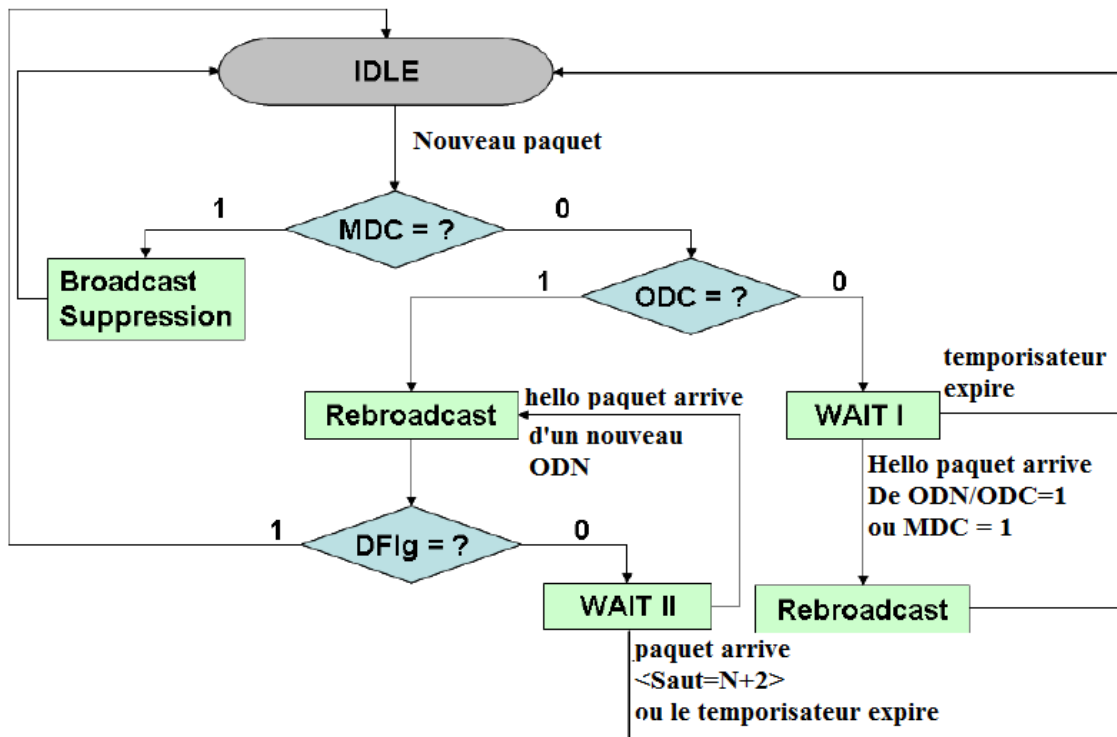 IDLE
Nouveau paquet
1
MDC = ?
0
Broadcast
Suppression
1
ODC = ?
0
temporisateur
expire
hello paquet arrive
Rebroadcast
d'un nouveau
ODN
WAIT I
Hello paquet arrive
De ODN/ODC=1
ou MDC = 1
1
DFlg = ?
0
WAIT II
Rebroadcast
paquet arrive
<Saut=N+2>
ou le temporisateur expire